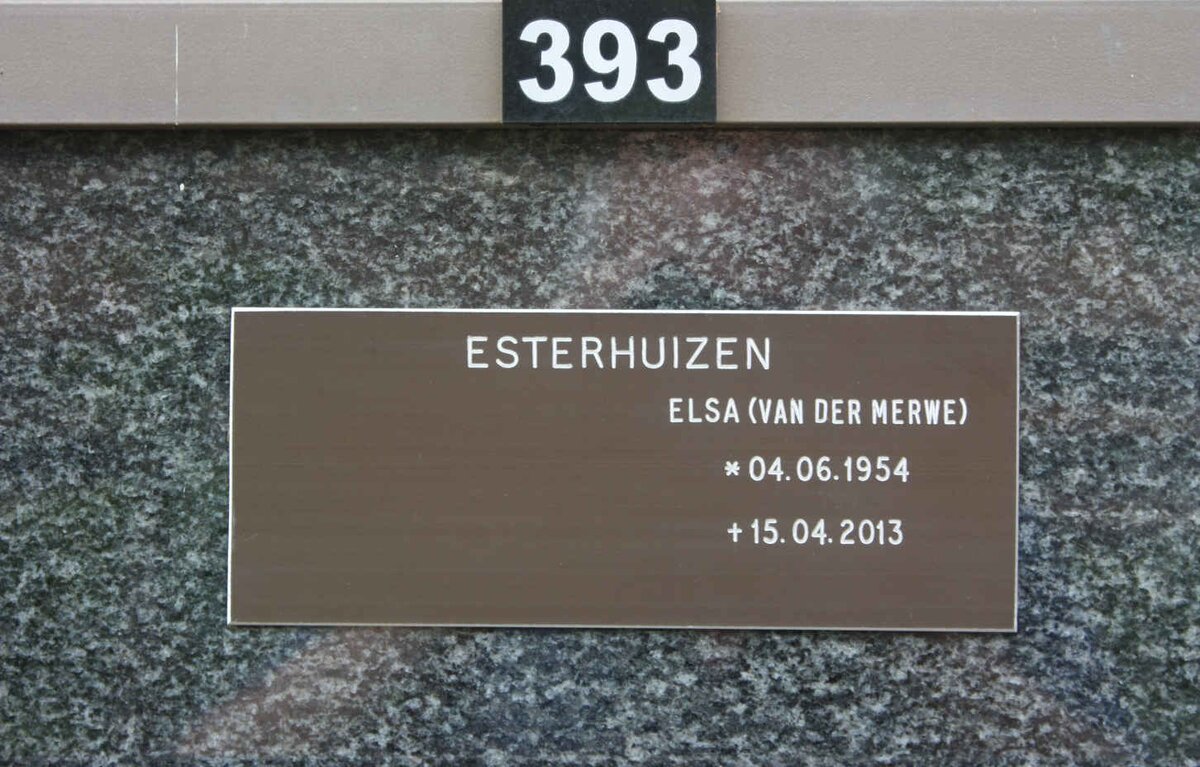 393
ESTERHUIZEN
ELSA (VAN DER MERWE)
* 04.06.1954
+ 15.04.2013